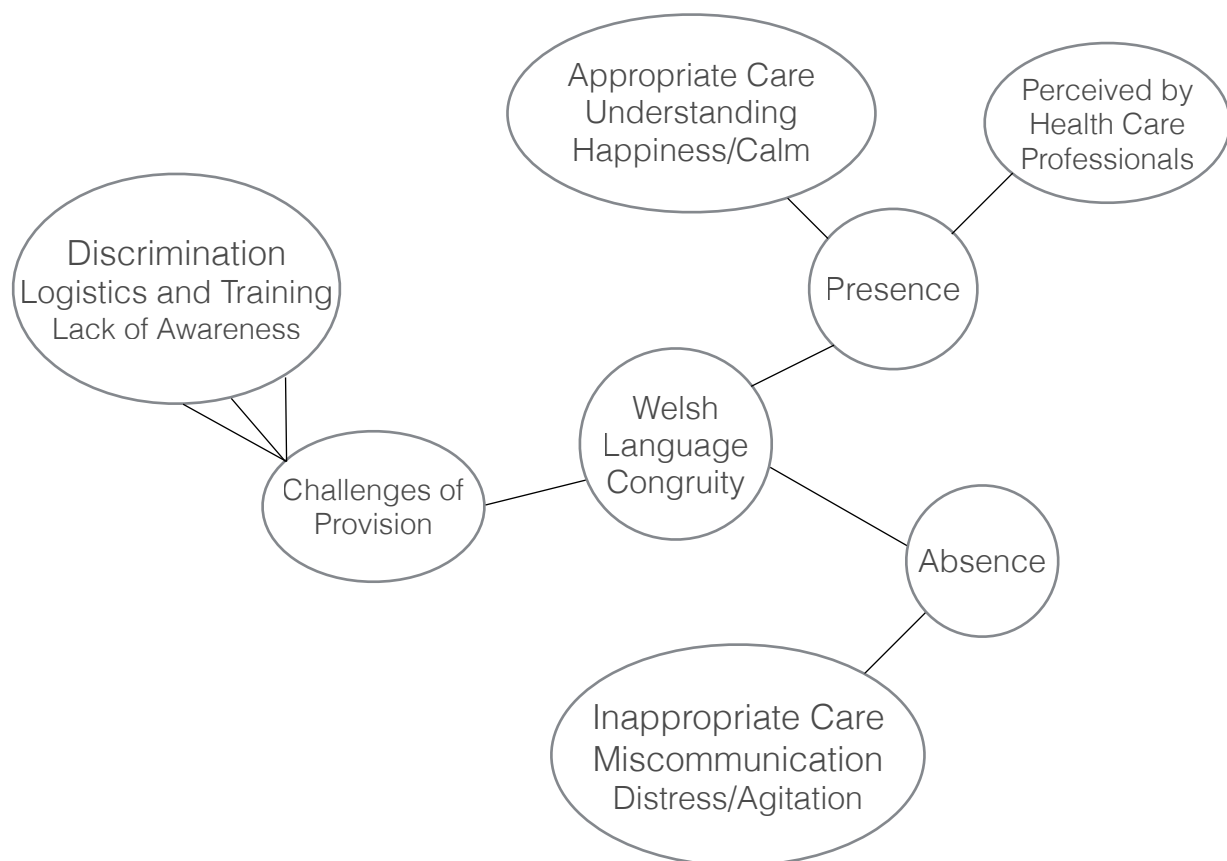 Appropriate Care
Understanding
Happiness/Calm
Perceived by
Health Care
Professionals
Discrimination
Logistics and Training
Lack of Awareness
Presence
Welsh
Language
Congruity
Challenges of
Provision
Absence
Inappropriate Care
Miscommunication
Distress/Agitation